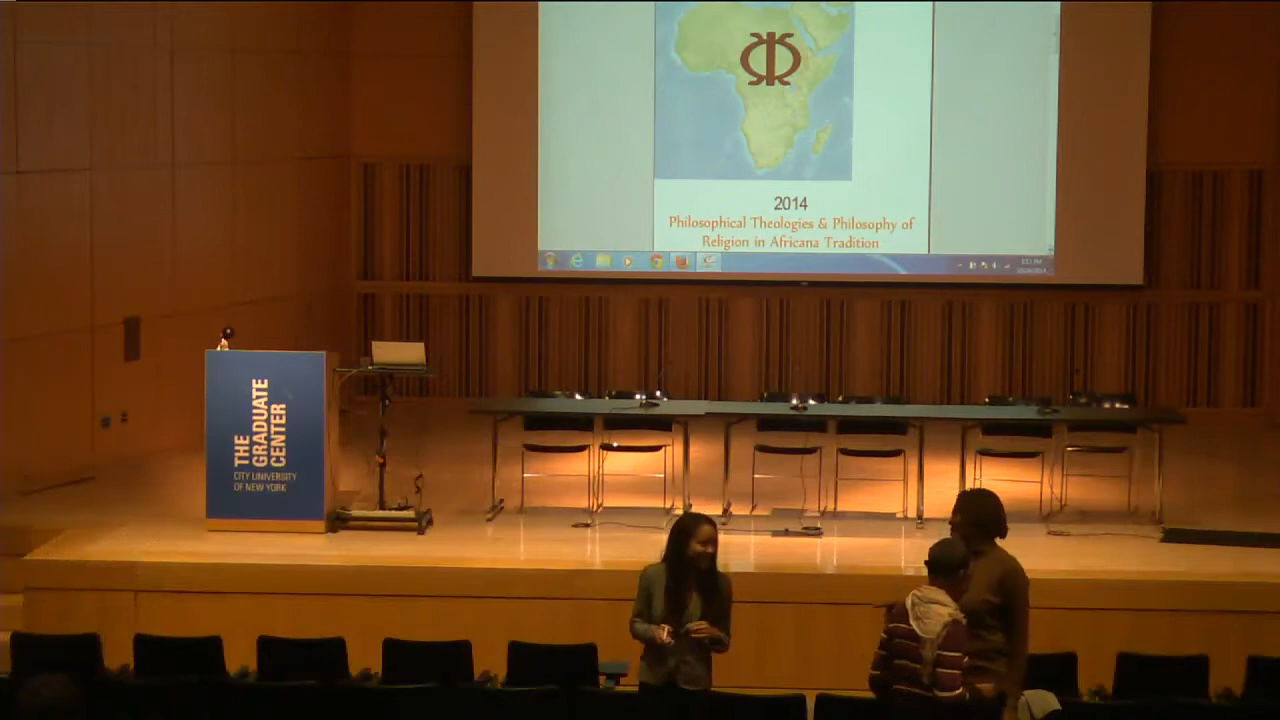 2014
Philosophical Theologies & Philosophy of
Religion in Africana Tradition
THE
GRADUATE
CENTER
CITY UNIVERSITY
OF NEW YORK